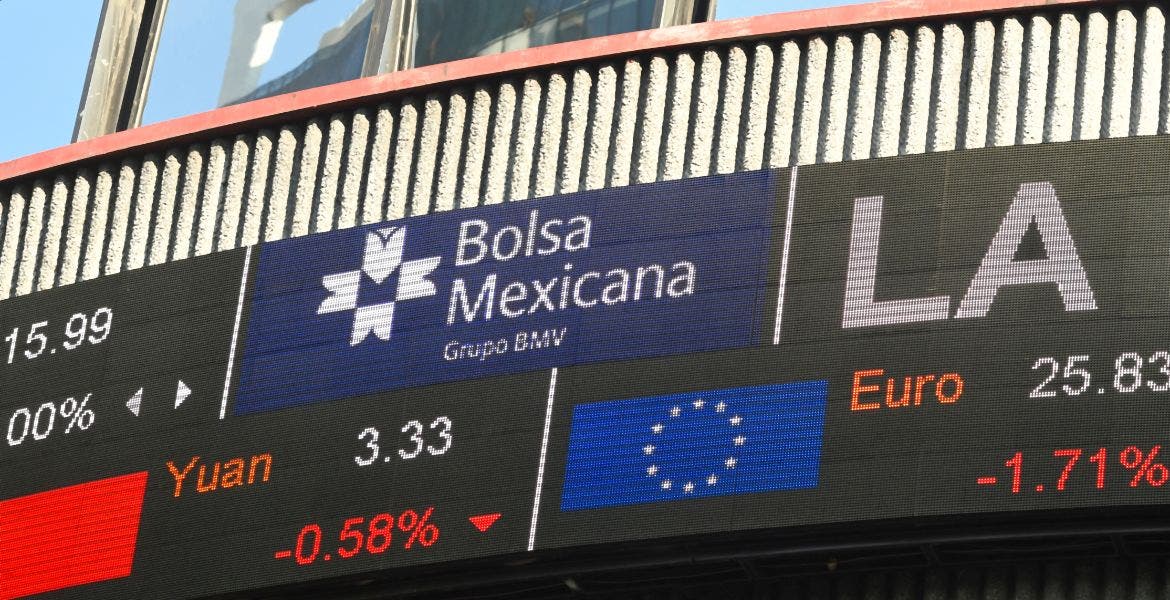 15.99
00%
Bolsa
Mexicana
Grupo BMV
LA
Yuan 3.33
-0.58%
Euro 25.83
-1.71%